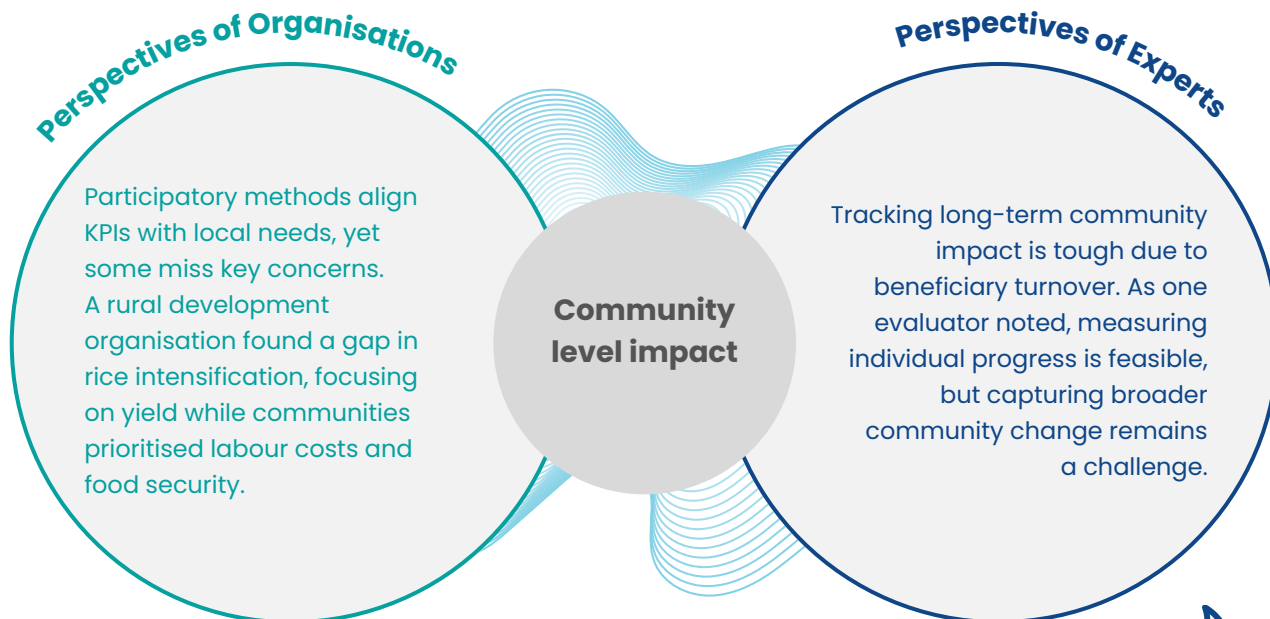 Perspectives of Organisations
Participatory methods align
KPIs with local needs, yet
some miss key concerns.
A rural development
organisation found a gap in
rice intensification, focusing
on yield while communities
prioritised labour costs and
food security.
Community
level impact
Perspectives of Experts
Tracking long-term community
impact is tough due to
beneficiary turnover. As one
evaluator noted, measuring
individual progress is feasible,
but capturing broader
community change remains
a challenge.